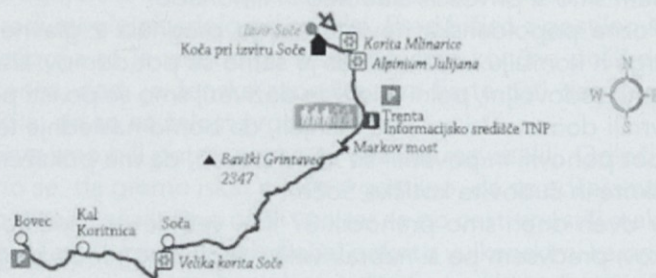 Izvir Soče
Koča pri izviru Soče
Korita Mlinarice
Alpinium Julijana
Trenta
Informacijsko središče TNP
Markov most
Bavški Grintavec
2347
Bovec
Kal
Koritnica
Soča
Velika korita Soče